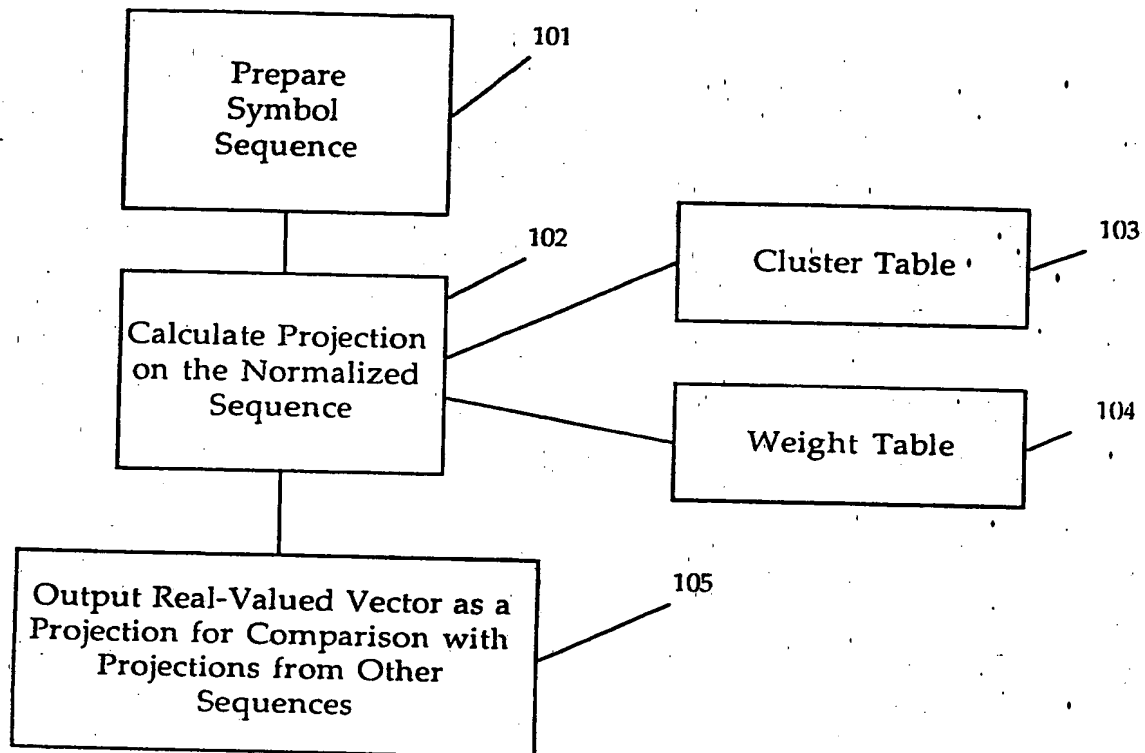 101
Prepare
Symbol
Sequence
102
Calculate Projection
on the Normalized
Sequence
103
Cluster Table
104
Weight Table
105
Output Real-Valued Vector as a
Projection for Comparison with
Projections from Other
Sequences